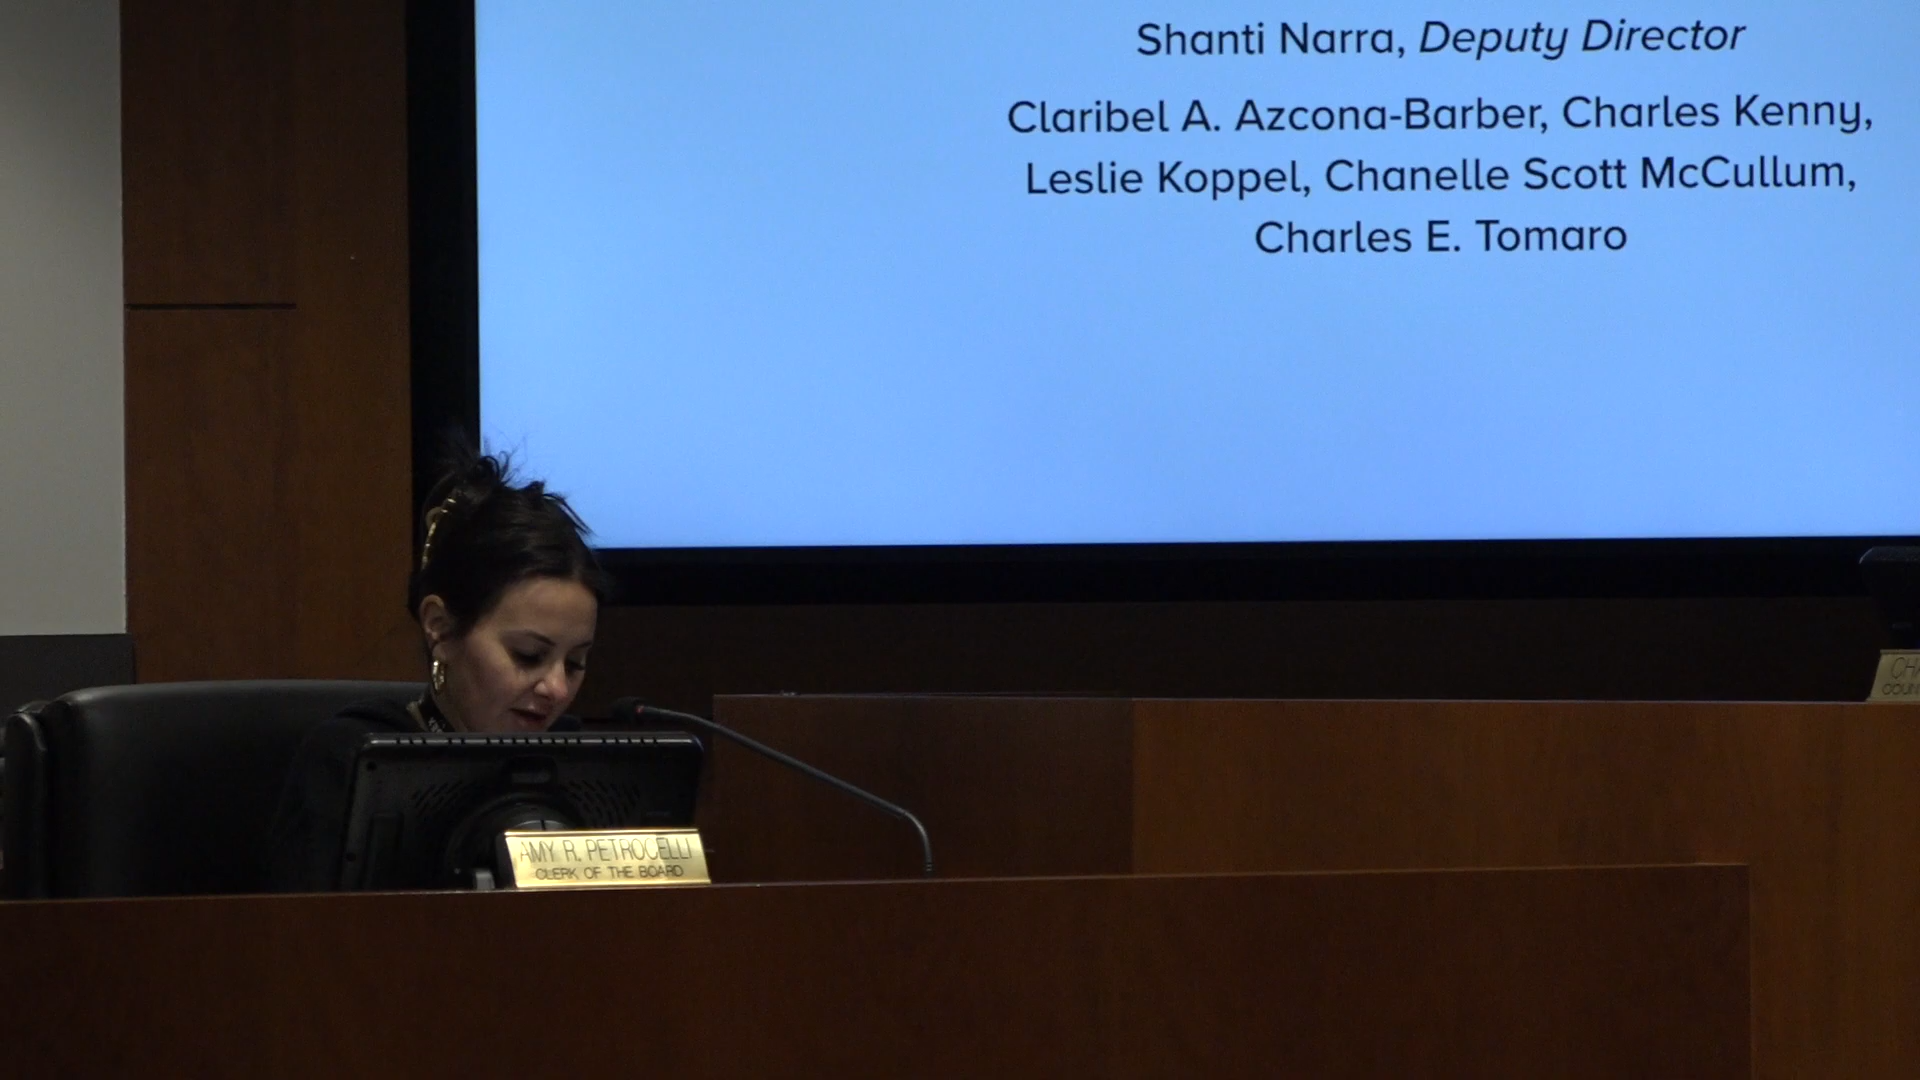 Shanti Narra, Deputy Director
Claribel A. Azcona-Barber, Charles Kenny,
Leslie Koppel, Chanelle Scott McCullum,
Charles E. Tomaro
AMY R. PETROCELLI
CLERK OF THE BOARD